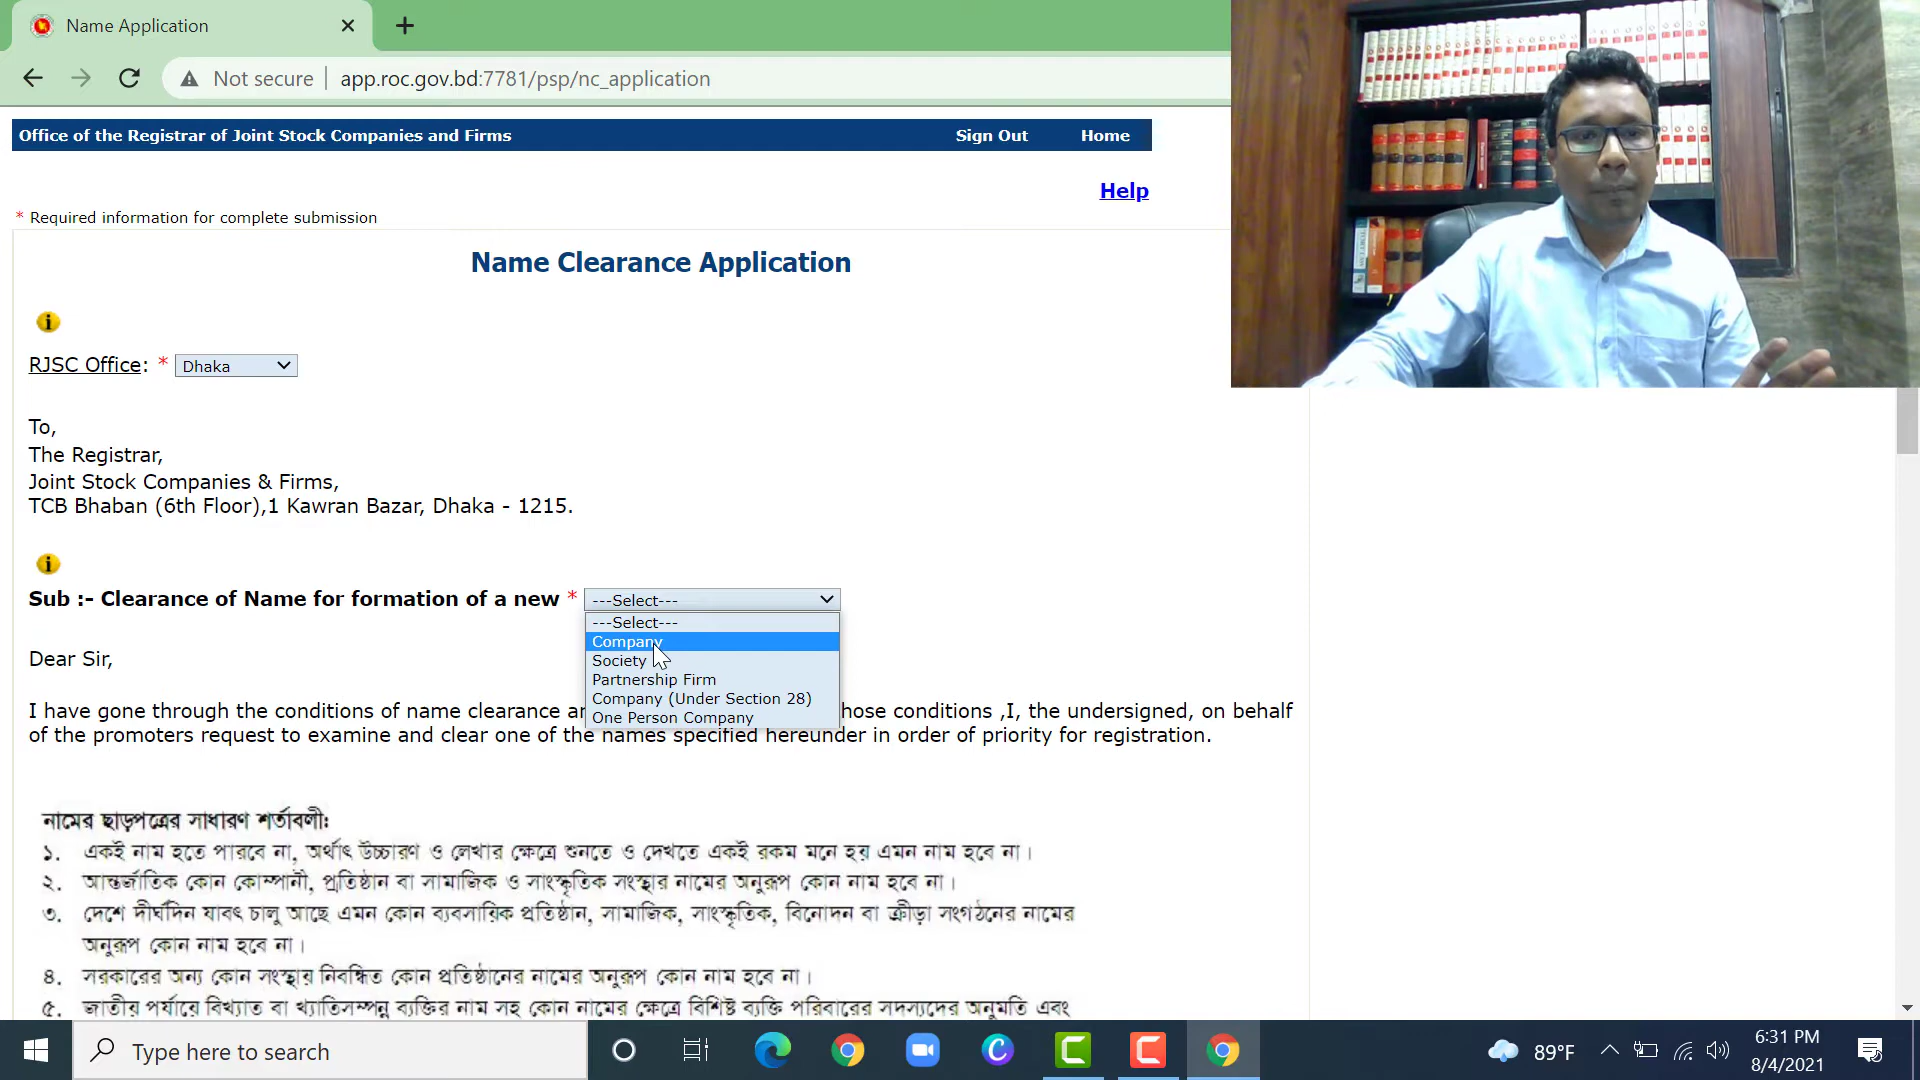 Name Application
Not secure
app.roc.gov.bd:7781/psp/nc_application
Office of the Registrar of Joint Stock Companies and Firms
Sign Out
Home
Help
* Required information for complete submission
Name Clearance Application
RJSC Office: * Dhaka
To,
The Registrar,
Joint Stock Companies & Firms,
TCB Bhaban (6th Floor),1 Kawran Bazar, Dhaka - 1215.
Sub :- Clearance of Name for formation of a new * ---Select---
---Select---
Company
Society
Partnership Firm
Company (Under Section 28)
One Person Company
Dear Sir,
I have gone through the conditions of name clearance hose conditions ,I, the undersigned, on behalf
of the promoters request to examine and clear one of the names specified hereunder in order of priority for registration.
নামের ছাড়পত্রের সাধারণ শর্তাবলী:
১. একই নাম হতে পারবে না, অর্থাৎ উচ্চারণ ও লেখার ক্ষেত্রে শুনতে ও দেখতে একই রকম মনে হয় এমন নাম হবে না।
২. আন্তর্জাতিক কোন কোম্পানী, প্রতিষ্ঠান বা সামাজিক ও সাংস্কৃতিক সংস্থার নামের অনুরূপ কোন নাম হবে না।
৩. দেশে দীর্ঘদিন যাবৎ চালু আছে এমন কোন ব্যবসায়িক প্রতিষ্ঠান, সামাজিক, সাংস্কৃতিক, বিনোদন বা ক্রীড়া সংগঠনের নামের
অনুরূপ কোন নাম হবে না।
৪. সরকারের অন্য কোন সংস্থায় নিবন্ধিত কোন প্রতিষ্ঠানের নামের অনুরূপ কোন নাম হবে না।
৫. জাতীয় পর্যায়ে বিখ্যাত বা খ্যাতিসম্পন্ন ব্যক্তির নাম সহ কোন নামের ক্ষেত্রে বিশিষ্ট ব্যক্তি পরিবারের সদস্যদের অনুমতি এবং
Type here to search
89°F
6:31 PM
8/4/2021